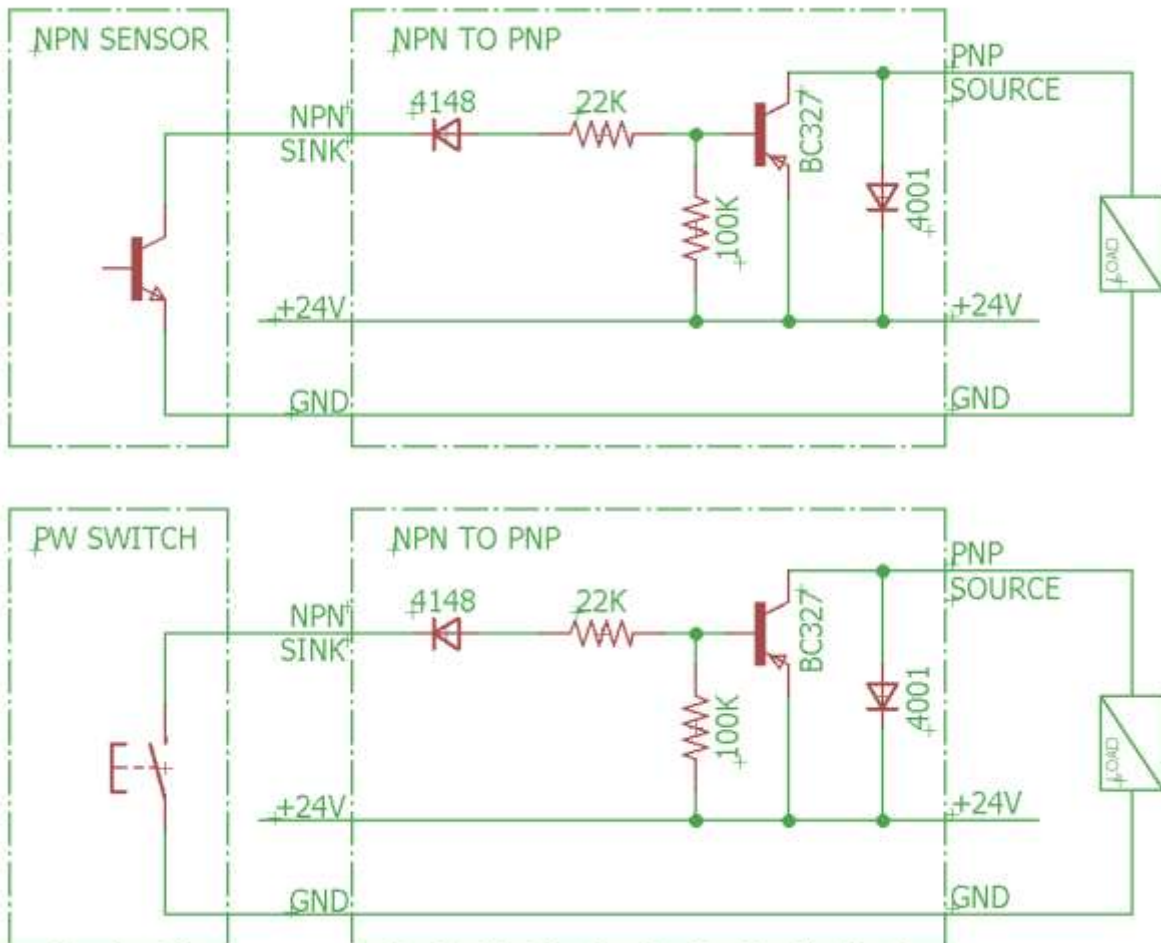 NPN SENSOR
NPN TO PNP
PNP
SOURCE
4148
22K
NPN
SINK
BC327
100K
4001
LOAD
+24V
+24V
GND
GND
PW SWITCH
NPN TO PNP
PNP
SOURCE
4148
22K
NPN
SINK
BC327
100K
4001
LOAD
+24V
+24V
GND
GND